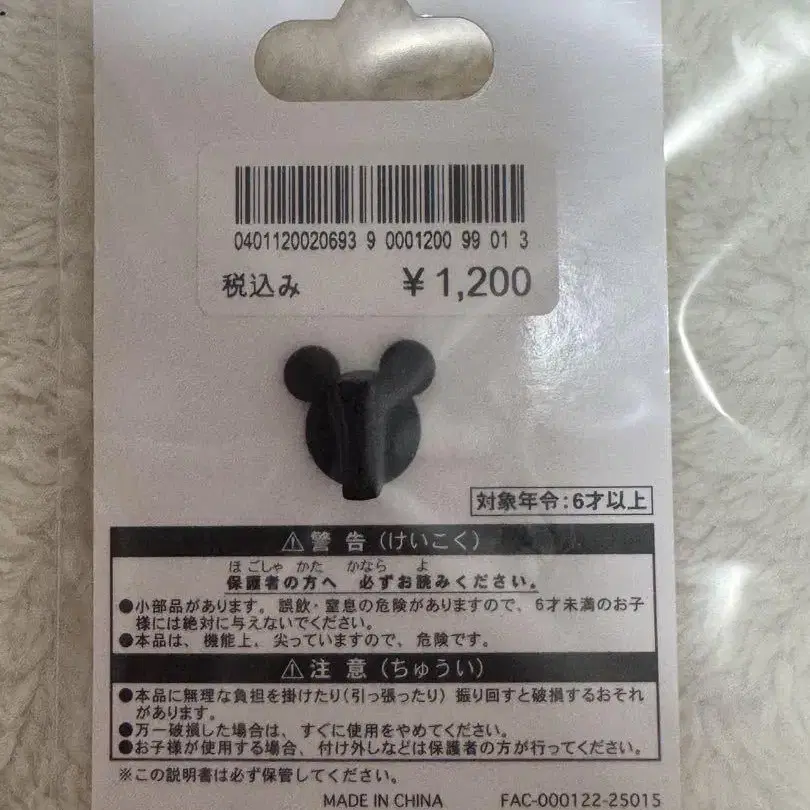 0401120020693 9 0001200 99 01 3
税込み ¥1,200
対象年令:6才以上
⚠警告(けいこく)
ほごしゃ かた かなら よ
保護者の方へ 必ずお読みください。
●小部品があります。誤飲・窒息の危険がありますので、6才未満のお子
様には絶対に与えないでください。
●本品は、機能上、尖っていますので、危険です。
⚠注意(ちゅうい)
●本品に無理な負担を掛けたり(引っ張ったり)振り回すと破損するおそれ
があります。
●万一破損した場合は、すぐに使用をやめてください。
●お子様が使用する場合、付け外しなどは保護者の方が行ってください。
※この説明書は必ず保管してください。
MADE IN CHINA FAC-000122-25015